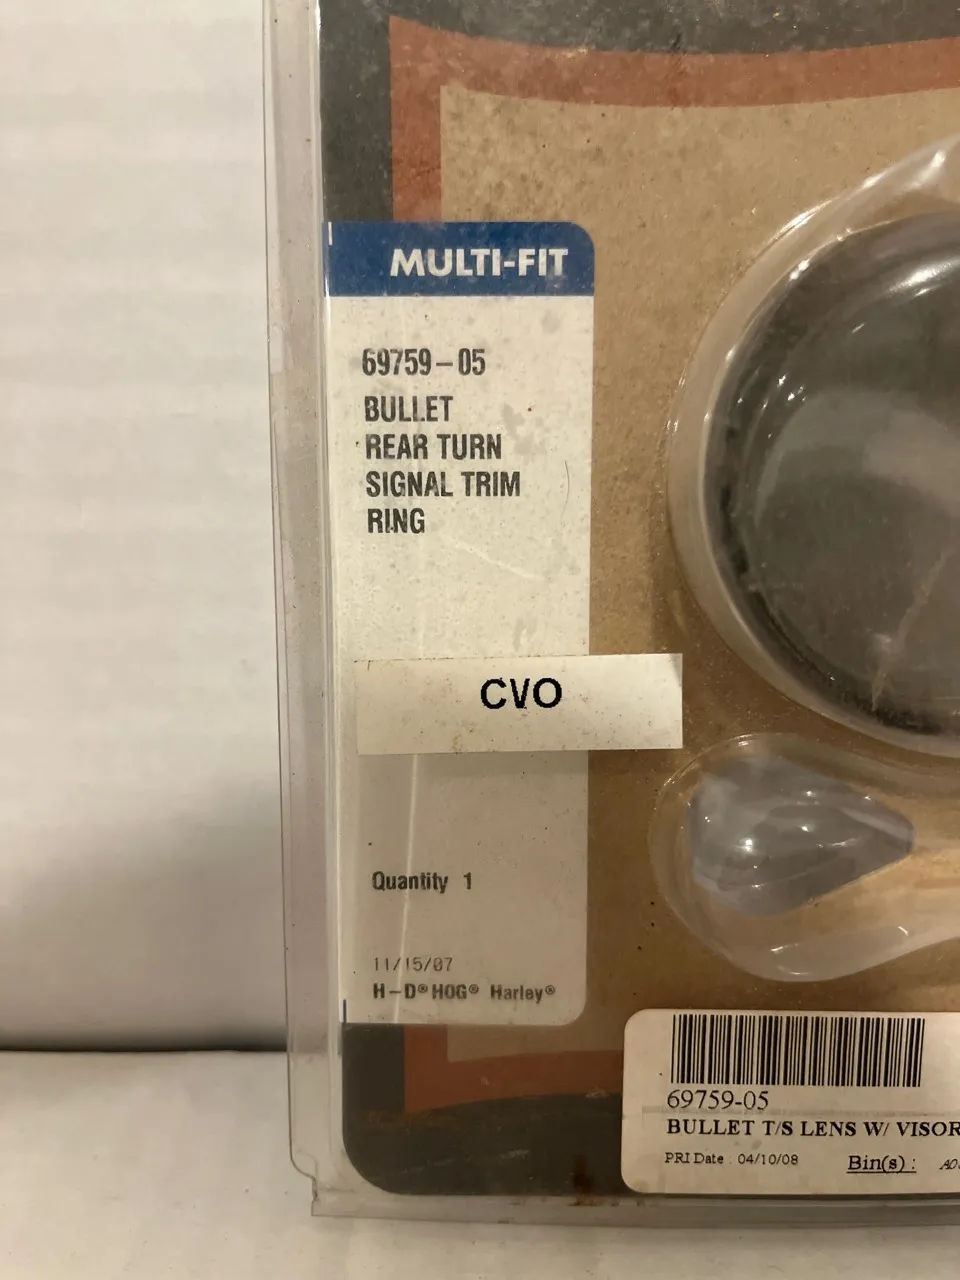 MULTI-FIT
69759-05
BULLET
REAR TURN
SIGNAL TRIM
RING
CVO
Quantity 1
11/15/07
H-D® HOG® Harley®
69759-05
BULLET T/S LENS W/ VISOR
PRI Date : 04/10/08 Bin(s) :